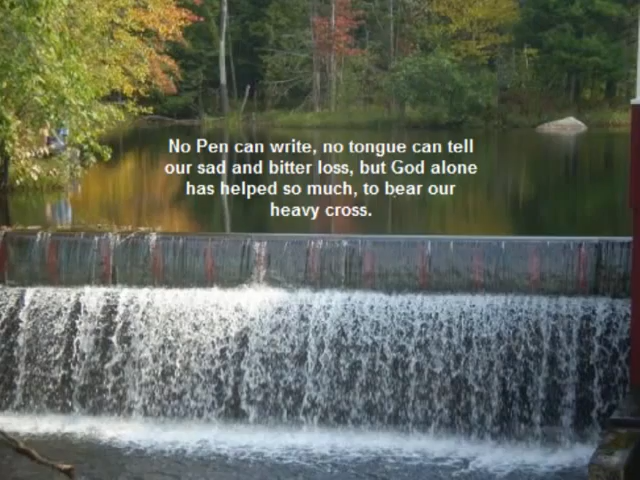 No Pen can write, no tongue can tell
our sad and bitter loss, but God alone
has helped so much, to bear our
heavy cross.